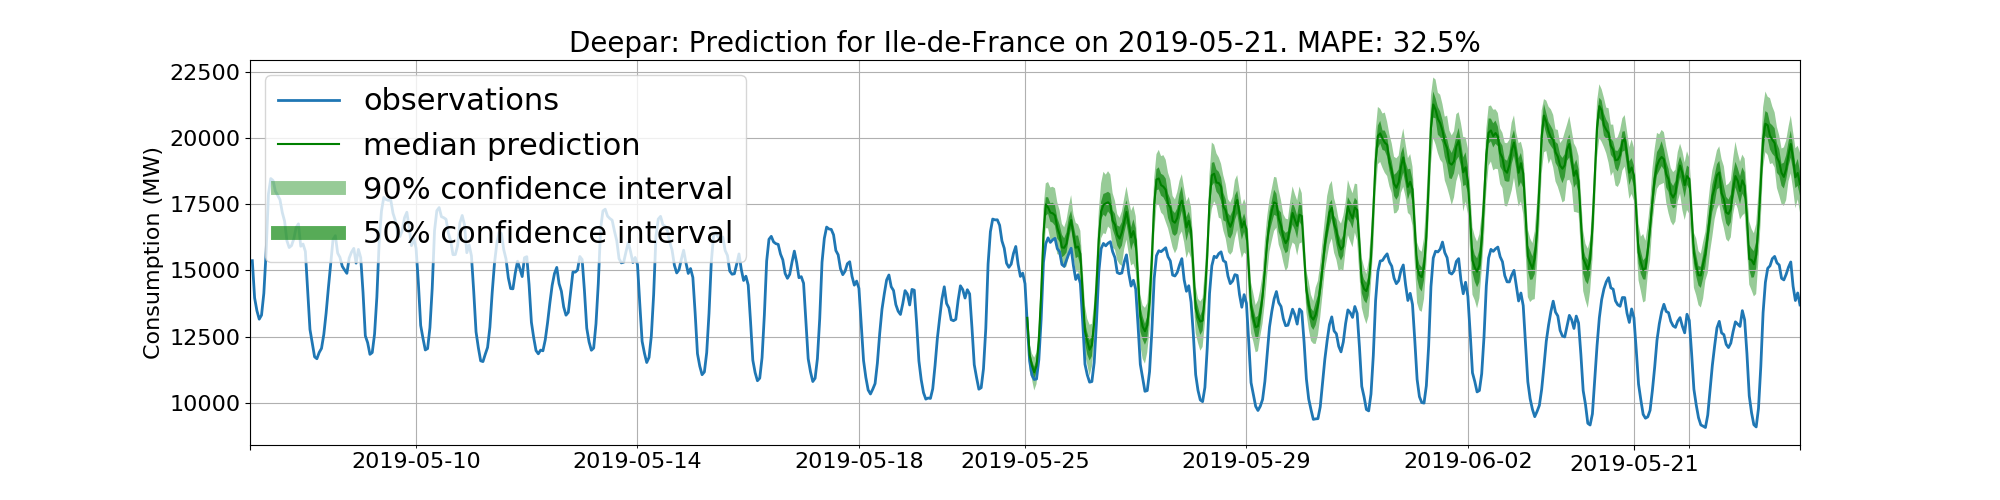 Deepar: Prediction for Ile-de-France on 2019-05-21. MAPE: 32.5%
Consumption (MW)
22500
20000
17500
15000
12500
10000
observations
median prediction
90% confidence interval
50% confidence interval
2019-05-10 2019-05-14 2019-05-18 2019-05-25 2019-05-29 2019-06-02 2019-05-21